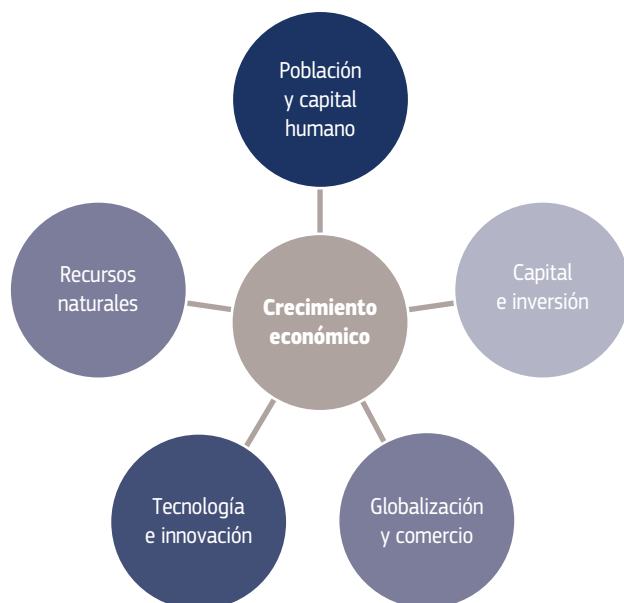 Población
y capital
humano
Recursos
naturales
Crecimiento
económico
Capital
e inversión
Tecnología
e innovación
Globalización
y comercio